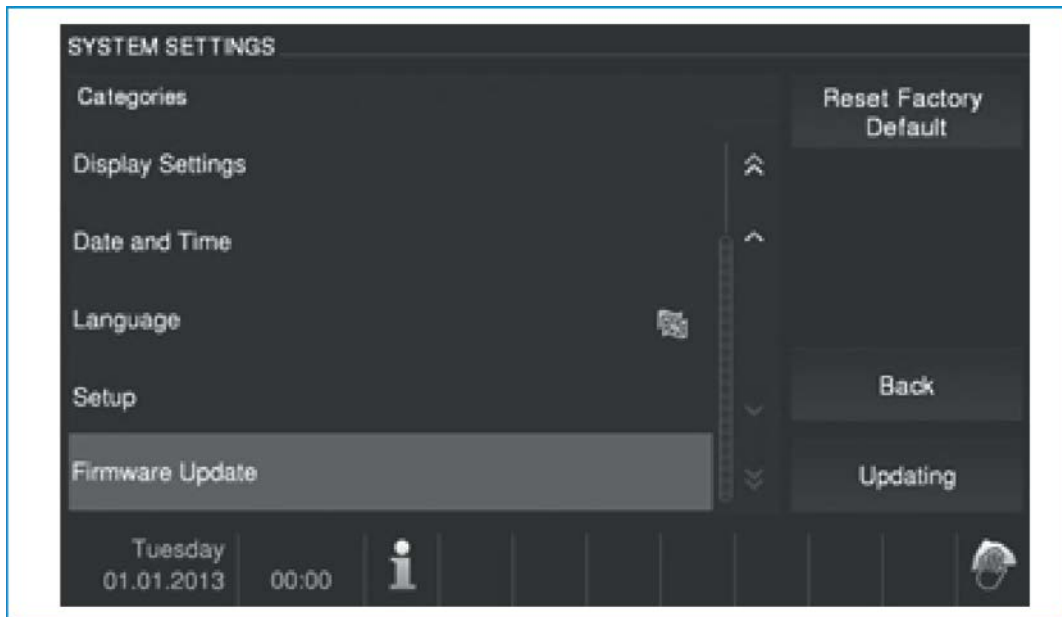 SYSTEM SETTINGS
Categories
Reset Factory
Default
Display Settings
Date and Time
Language
Setup
Back
Firmware Update
Updating
Tuesday
01.01.2013
00:00